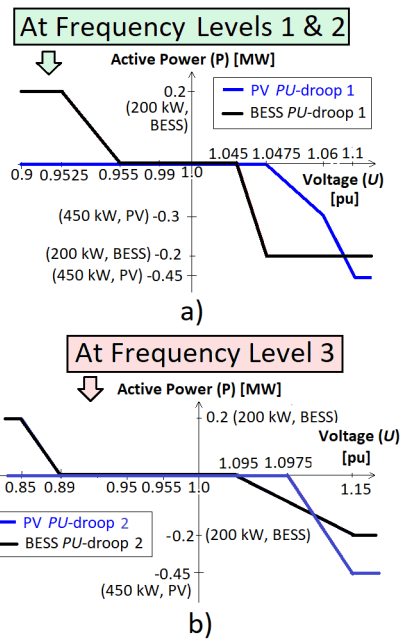 At Frequency Levels 1 & 2
Active Power (P) [MW]
0.2
(200 kW,
BESS)
PV PU-droop 1
BESS PU-droop 1
1.045 1.0475 1.06 1.1
0.9 0.9525 0.955 0.99 1.0
Voltage (U)
[pu]
(450 kW, PV) -0.3
(200 kW, BESS) -0.2
(450 kW, PV) -0.45
a)
At Frequency Level 3
Active Power (P) [MW]
0.2 (200 kW, BESS)
Voltage (U)
[pu]
1.095 1.0975
0.85 0.89 0.95 0.955 1.0 1.15
PV PU-droop 2
BESS PU-droop 2
-0.2 (200 kW, BESS)
-0.45
(450 kW, PV)
b)